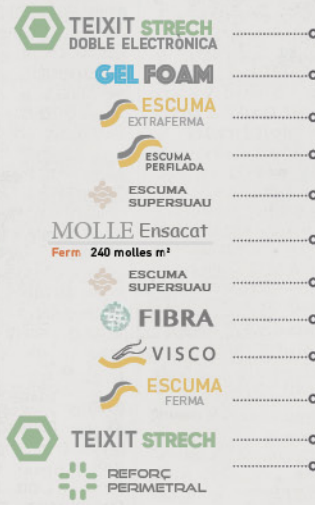 TEIXIT STRECH
DOBLE ELECTRÒNICA
GEL FOAM
ESCUMA
EXTRAFERMA
ESCUMA
PERFILADA
ESCUMA
SUPERSUAU
MOLLE Ensacat
Ferm 240 molles m²
ESCUMA
SUPERSUAU
FIBRA
VISCO
ESCUMA
FERMA
TEIXIT STRECH
REFORÇ
PERIMETRAL